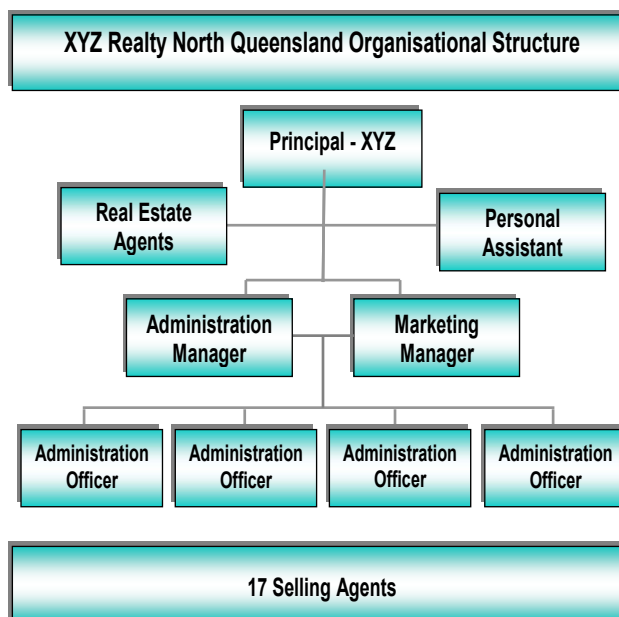 XYZ Realty North Queensland Organisational Structure
Principal - XYZ
Real Estate
Agents
Personal
Assistant
Administration
Manager
Marketing
Manager
Administration
Officer
Administration
Officer
Administration
Officer
Administration
Officer
17 Selling Agents